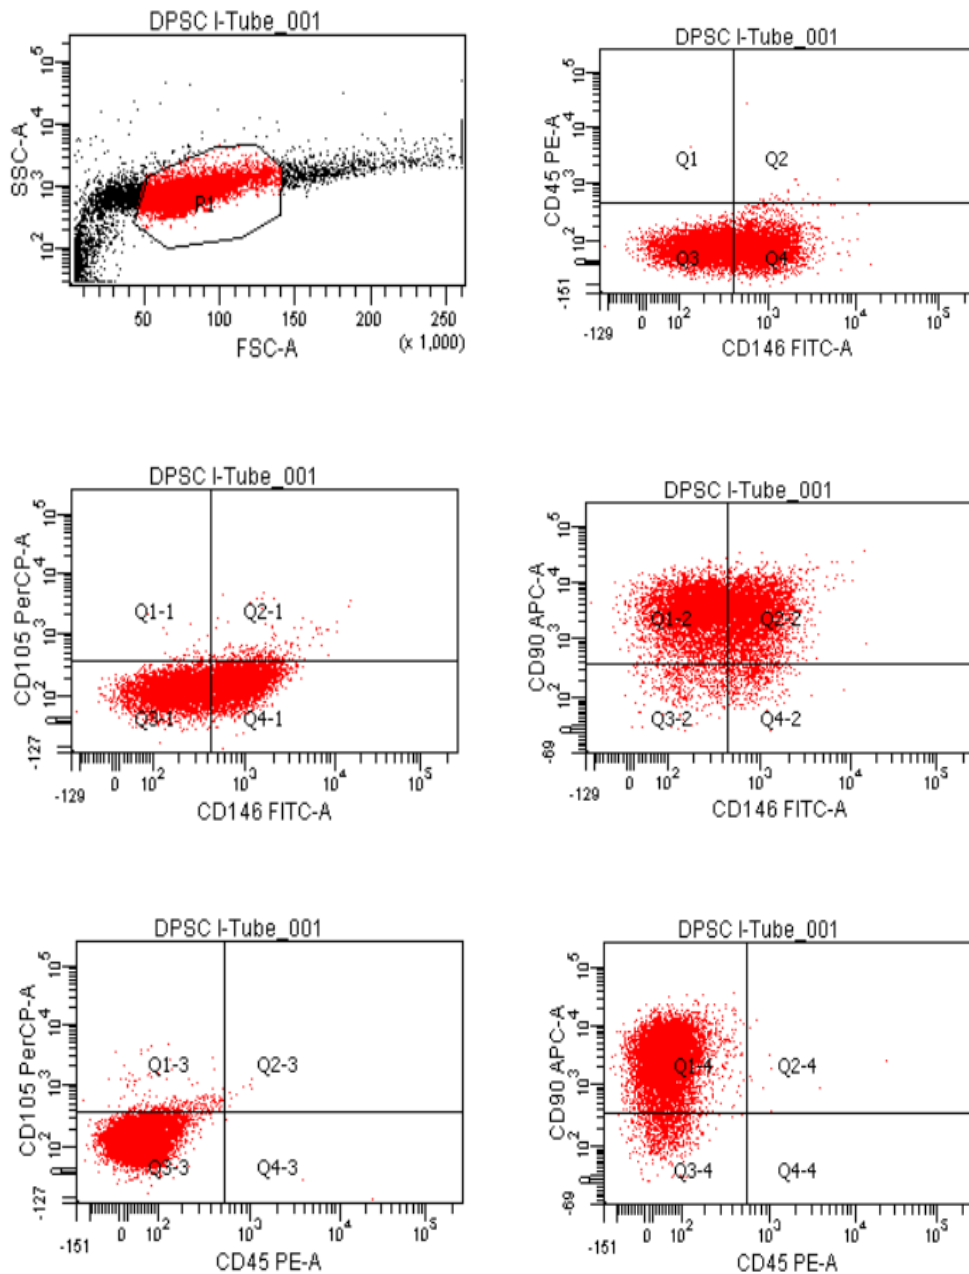 DPSC I-Tube_001
SSC-A
10^5
10^4
10^3
10^2
P1
50 100 150 200 250
(x 1,000)
FSC-A
DPSC I-Tube_001
CD45 PE-A
10^5
10^4
10^3
10^2
0
-151
Q1 Q2
Q3 Q4
-129 0 10^2 10^3 10^4 10^5
CD146 FITC-A
DPSC I-Tube_001
CD105 PerCP-A
10^5
10^4
10^3
10^2
0
-127
Q1-1 Q2-1
Q3-1 Q4-1
-129 0 10^2 10^3 10^4 10^5
CD146 FITC-A
DPSC I-Tube_001
CD90 APC-A
10^5
10^4
10^3
10^2
0
-69
Q1-2 Q2-2
Q3-2 Q4-2
-129 0 10^2 10^3 10^4 10^5
CD146 FITC-A
DPSC I-Tube_001
CD105 PerCP-A
10^5
10^4
10^3
10^2
0
-127
Q1-3 Q2-3
Q3-3 Q4-3
-151 0 10^2 10^3 10^4 10^5
CD45 PE-A
DPSC I-Tube_001
CD90 APC-A
10^5
10^4
10^3
10^2
0
-69
Q1-4 Q2-4
Q3-4 Q4-4
-151 0 10^2 10^3 10^4 10^5
CD45 PE-A